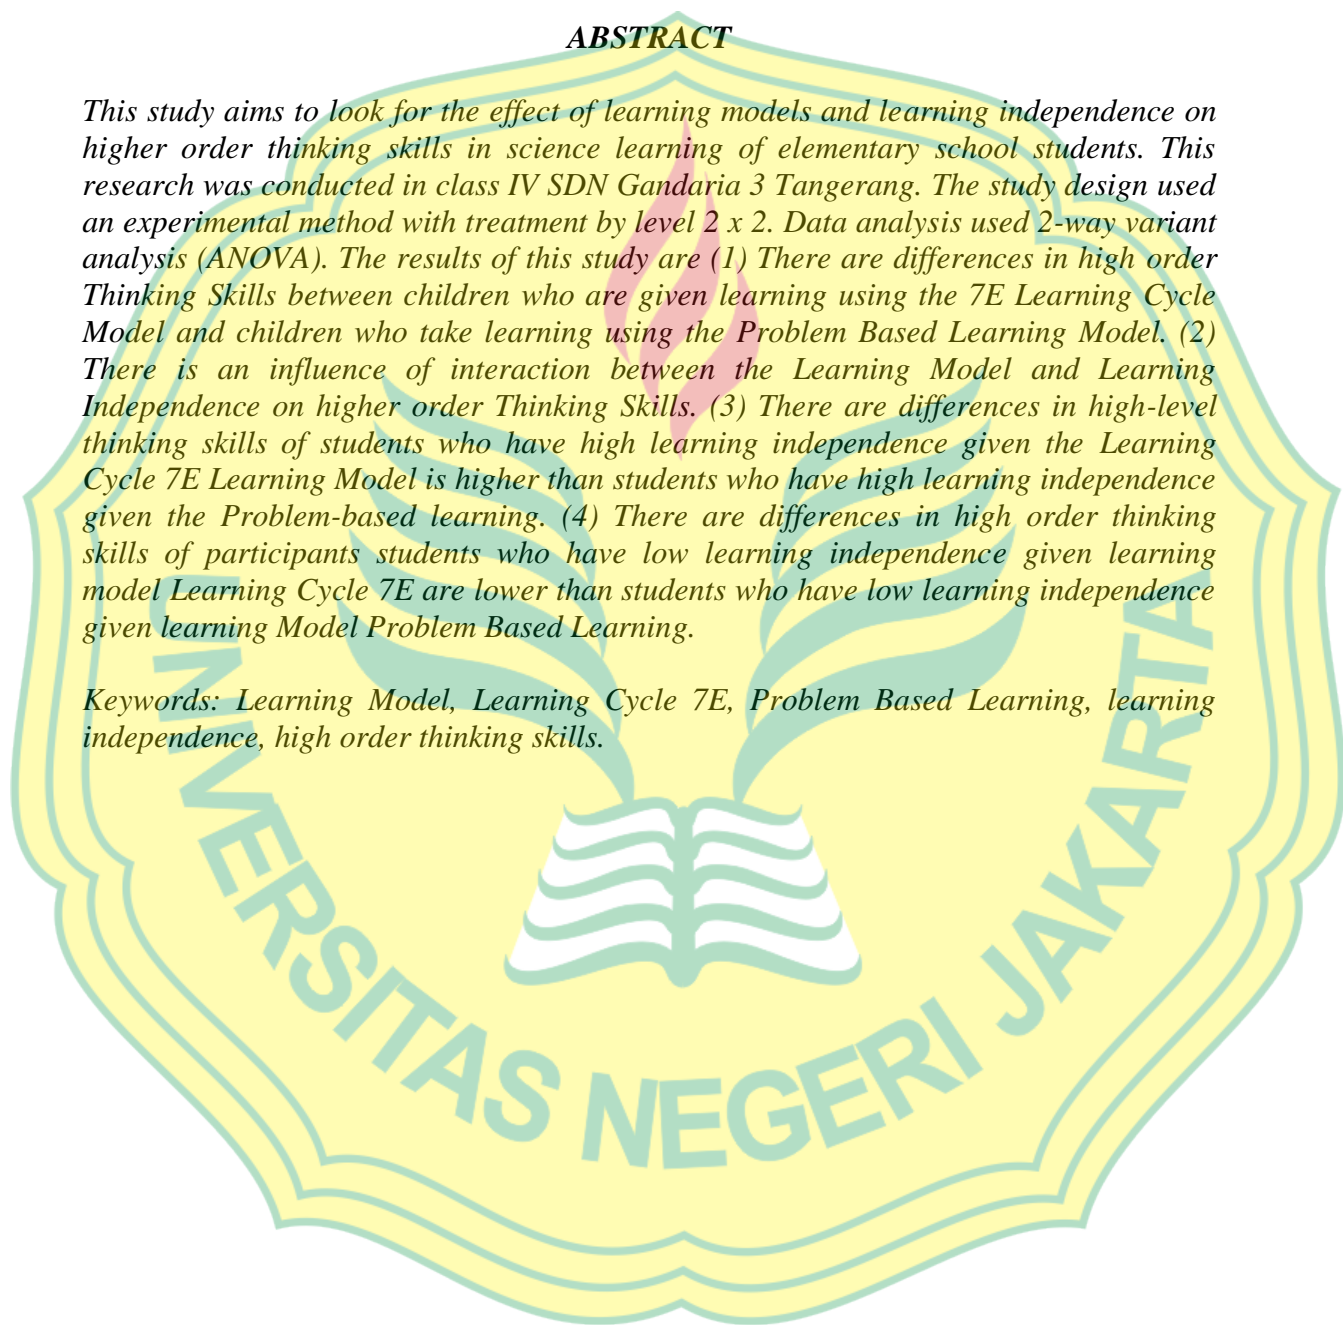 ABSTRACT
This study aims to look for the effect of learning models and learning independence on
higher order thinking skills in science learning of elementary school students. This
research was conducted in class IV SDN Gandaria 3 Tangerang. The study design used
an experimental method with treatment by level 2 x 2. Data analysis used 2-way variant
analysis (ANOVA). The results of this study are (1) There are differences in high order
Thinking Skills between children who are given learning using the 7E Learning Cycle
Model and children who take learning using the Problem Based Learning Model. (2)
There is an influence of interaction between the Learning Model and Learning
Independence on higher order Thinking Skills. (3) There are differences in high-level
thinking skills of students who have high learning independence given the Learning
Cycle 7E Learning Model is higher than students who have high learning independence
given the Problem-based learning. (4) There are differences in high order thinking
skills of participants students who have low learning independence given learning
model Learning Cycle 7E are lower than students who have low learning independence
given learning Model Problem Based Learning.
Keywords: Learning Model, Learning Cycle 7E, Problem Based Learning, learning
independence, high order thinking skills.
UNIVERSITAS NEGERI JAKARTA